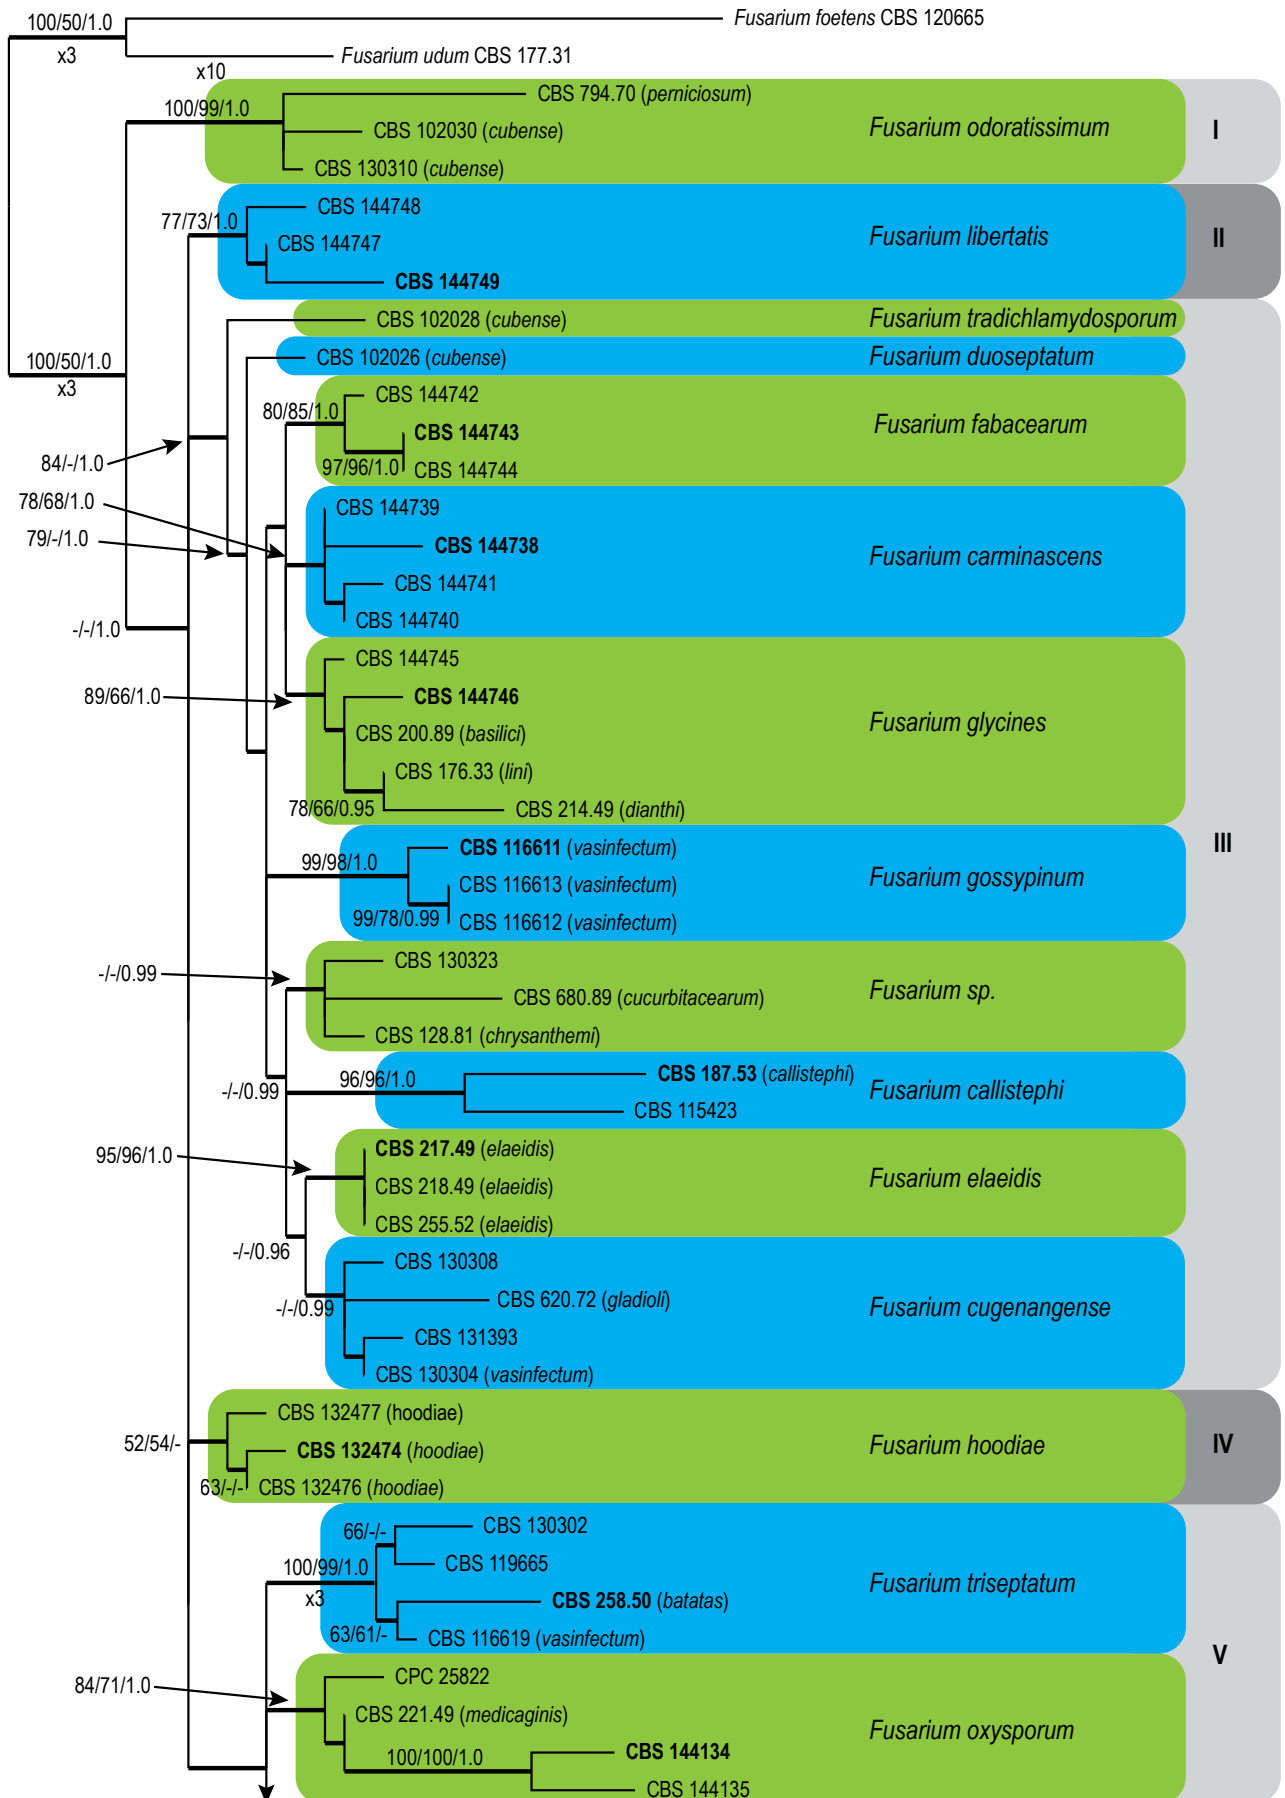 100/50/1.0
Fusarium foetens CBS 120665
x3
Fusarium udum CBS 177.31
x10
100/99/1.0
CBS 794.70 (perniciosum)
CBS 102030 (cubense)
CBS 130310 (cubense)
Fusarium odoratissimum
I
77/73/1.0
CBS 144748
CBS 144747
CBS 144749
Fusarium libertatis
II
CBS 102028 (cubense)
Fusarium tradichlamydosporum
100/50/1.0
x3
CBS 102026 (cubense)
Fusarium duoseptatum
80/85/1.0
CBS 144742
CBS 144743
97/96/1.0
CBS 144744
Fusarium fabacearum
84/-/1.0
78/68/1.0
79/-/1.0
CBS 144739
CBS 144738
CBS 144741
CBS 144740
Fusarium carminascens
-/-/1.0
89/66/1.0
CBS 144745
CBS 144746
CBS 200.89 (basilici)
CBS 176.33 (lini)
78/66/0.95
CBS 214.49 (dianthi)
Fusarium glycines
III
99/98/1.0
CBS 116611 (vasinfectum)
CBS 116613 (vasinfectum)
99/78/0.99
CBS 116612 (vasinfectum)
Fusarium gossypinum
-/-/0.99
CBS 130323
CBS 680.89 (cucurbitacearum)
CBS 128.81 (chrysanthemi)
Fusarium sp.
-/-/0.99
96/96/1.0
CBS 187.53 (callistephi)
CBS 115423
Fusarium callistephi
95/96/1.0
CBS 217.49 (elaeidis)
CBS 218.49 (elaeidis)
CBS 255.52 (elaeidis)
Fusarium elaeidis
-/-/0.96
-/-/0.99
CBS 130308
CBS 620.72 (gladioli)
CBS 131393
CBS 130304 (vasinfectum)
Fusarium cugenangense
52/54/-
CBS 132477 (hoodiae)
CBS 132474 (hoodiae)
63/-/-
CBS 132476 (hoodiae)
Fusarium hoodiae
IV
66/-/-
CBS 130302
100/99/1.0
x3
CBS 119665
CBS 258.50 (batatas)
63/61/-
CBS 116619 (vasinfectum)
Fusarium triseptatum
V
84/71/1.0
CPC 25822
CBS 221.49 (medicaginis)
100/100/1.0
CBS 144134
CBS 144135
Fusarium oxysporum